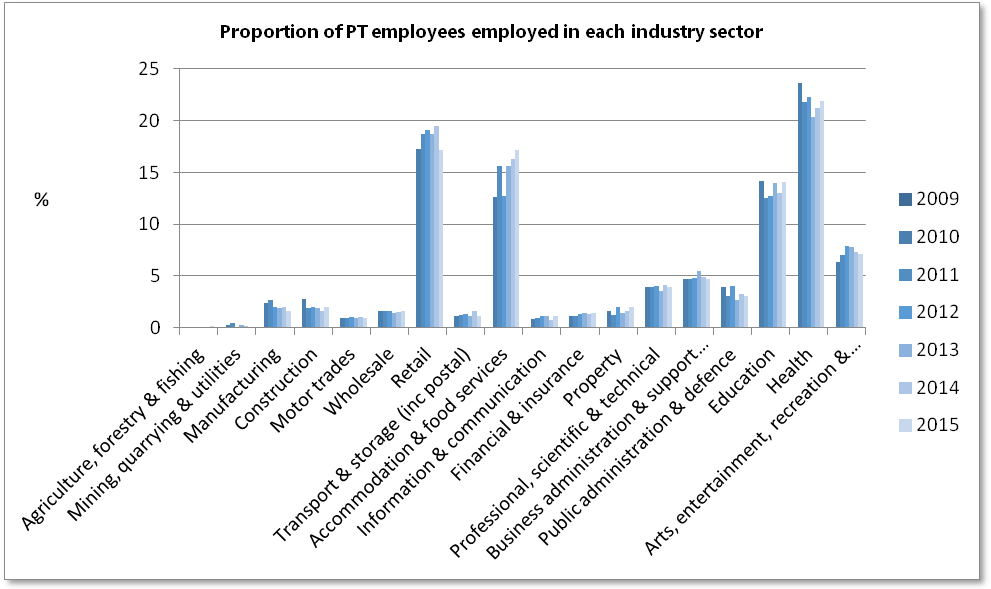 Proportion of PT employees employed in each industry sector
25
20
15
10
5
0
%
Agriculture, forestry & fishing
Mining, quarrying & utilities
Manufacturing
Construction
Motor trades
Wholesale
Retail
Transport & storage (inc postal)
Accommodation & food services
Information & communication
Financial & insurance
Property
Professional, scientific & technical
Business administration & support...
Public administration & defence
Education
Health
Arts, entertainment, recreation &...
2009
2010
2011
2012
2013
2014
2015